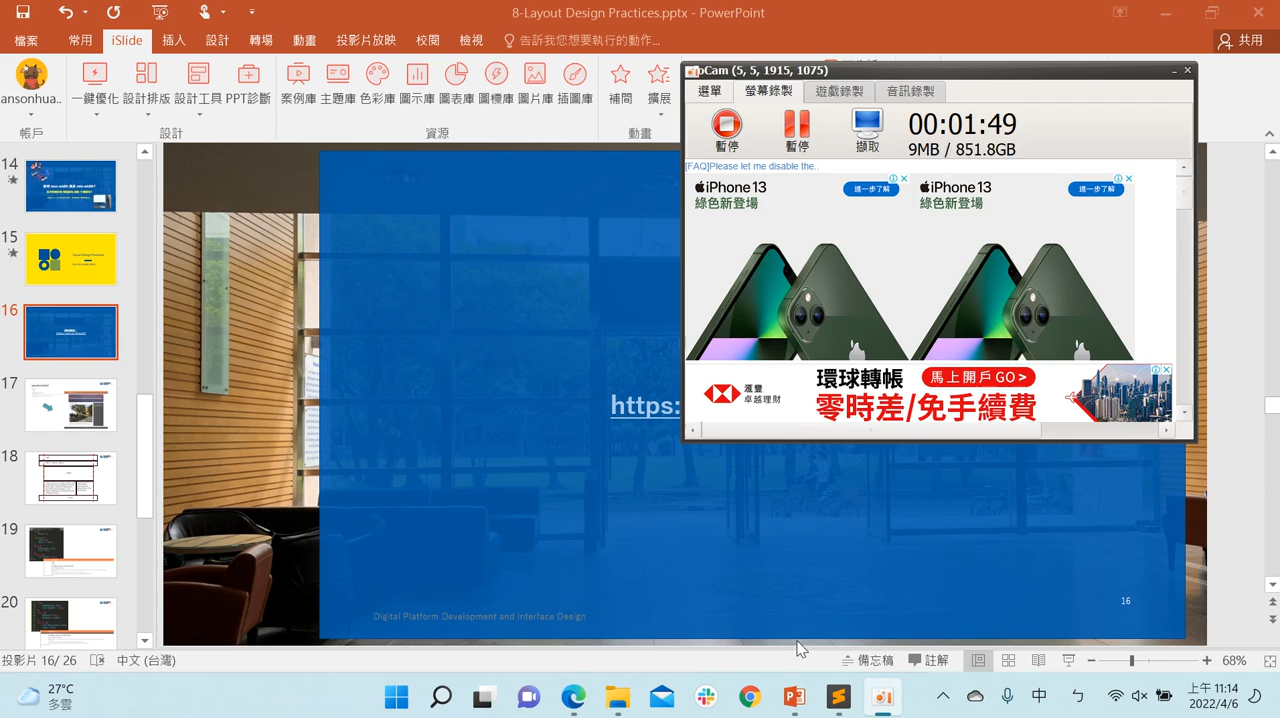 8-Layout Design Practices.pptx - PowerPoint
檔案
常用
iSlide
插入
設計
轉場
動畫
投影片放映
校閱
檢視
告訴我您想要執行的動作...
共用
ansonhua..
一鍵優化
設計排版
設計工具
PPT診斷
案例庫
主題庫
色彩庫
圖示庫
圖表庫
圖標庫
圖片庫
插圖庫
補間
擴展
帳戶
設計
資源
動畫
oCam (5, 5, 1915, 1075)
選單
螢幕錄製
遊戲錄製
音訊錄製
暫停
暫停
擷取
00:01:49
9MB / 851.8GB
[FAQ]Please let me disable the..
iPhone 13
綠色新登場
進一步了解
iPhone 13
綠色新登場
進一步了解
滙豐
卓越理財
環球轉帳
馬上開戶 GO >
零時差/免手續費
14
15
16
17
18
19
20
https:
Digital Platform Development and Interface Design
16
投影片 16/ 26
中文 (台灣)
備忘稿
註解
68%
27°C
多雲
中
上午 11:14
2022/4/6